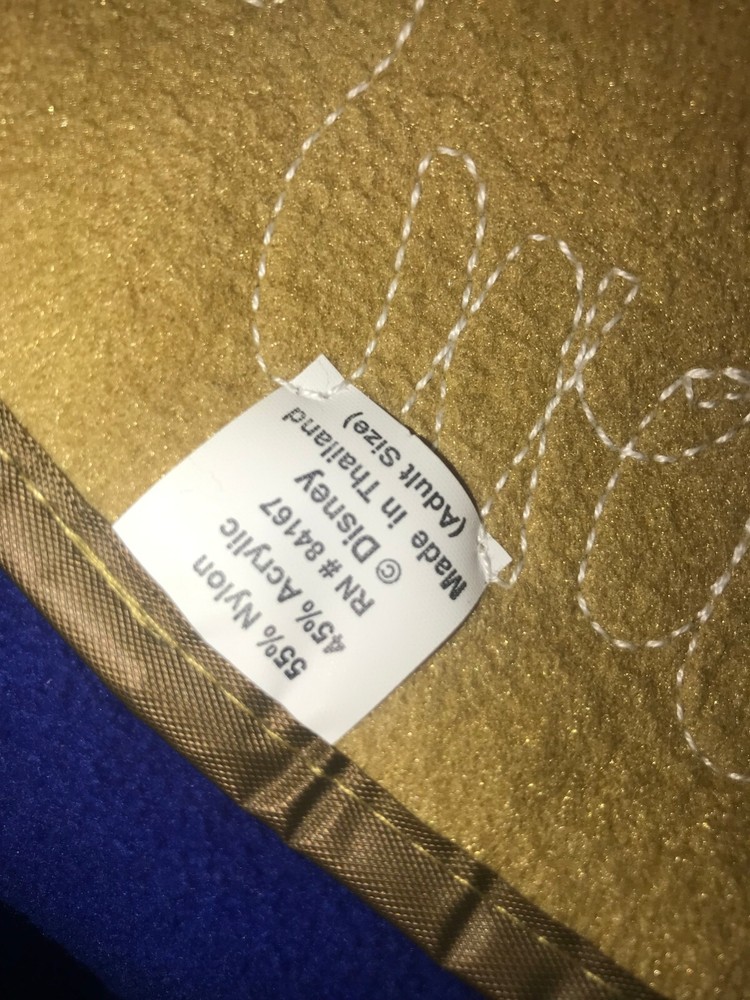 55% Nylon
45% Acrylic
RN # 84167
© Disney
Made in Thailand
(Adult Size)